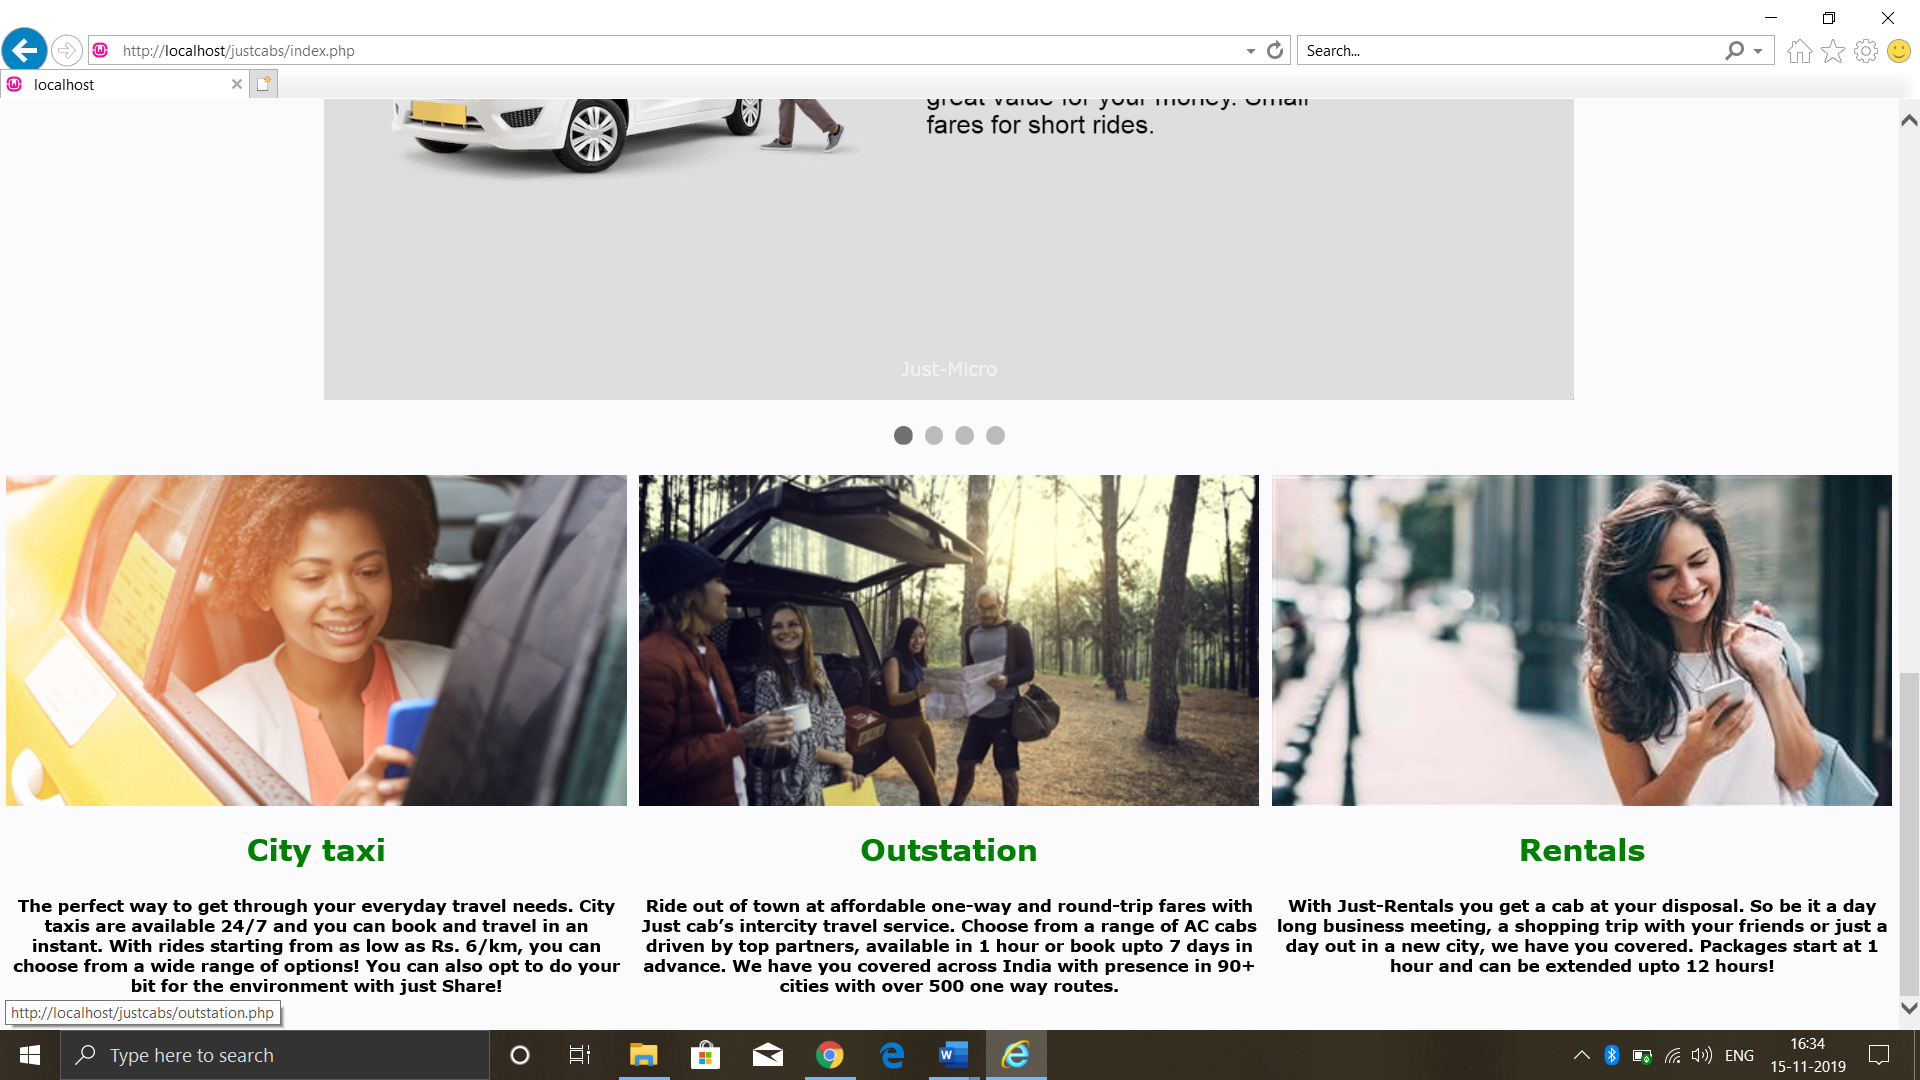 http://localhost/justcabs/index.php
Search...
localhost
great value for your money. Small
fares for short rides.
Just-Micro
City taxi
The perfect way to get through your everyday travel needs. City
taxis are available 24/7 and you can book and travel in an
instant. With rides starting from as low as Rs. 6/km, you can
choose from a wide range of options! You can also opt to do your
bit for the environment with just Share!
Outstation
Ride out of town at affordable one-way and round-trip fares with
Just cab’s intercity travel service. Choose from a range of AC cabs
driven by top partners, available in 1 hour or book upto 7 days in
advance. We have you covered across India with presence in 90+
cities with over 500 one way routes.
Rentals
With Just-Rentals you get a cab at your disposal. So be it a day
long business meeting, a shopping trip with your friends or just a
day out in a new city, we have you covered. Packages start at 1
hour and can be extended upto 12 hours!
http://localhost/justcabs/outstation.php
Type here to search
ENG
16:34
15-11-2019